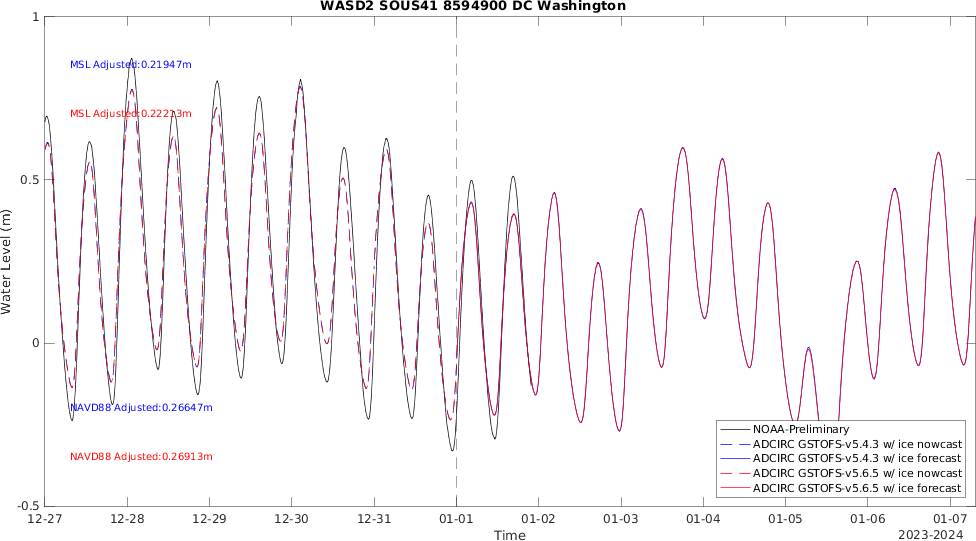 WASD2 SOUS41 8594900 DC Washington
1
MSL Adjusted:0.21947m
MSL Adjusted:0.22213m
0.5
Water Level (m)
0
NAVD88 Adjusted:0.26647m
NAVD88 Adjusted:0.26913m
NOAA-Preliminary
ADCIRC GSTOFS-v5.4.3 w/ ice nowcast
ADCIRC GSTOFS-v5.4.3 w/ ice forecast
ADCIRC GSTOFS-v5.6.5 w/ ice nowcast
ADCIRC GSTOFS-v5.6.5 w/ ice forecast
-0.5
12-27 12-28 12-29 12-30 12-31 01-01 01-02 01-03 01-04 01-05 01-06 01-07
Time
2023-2024